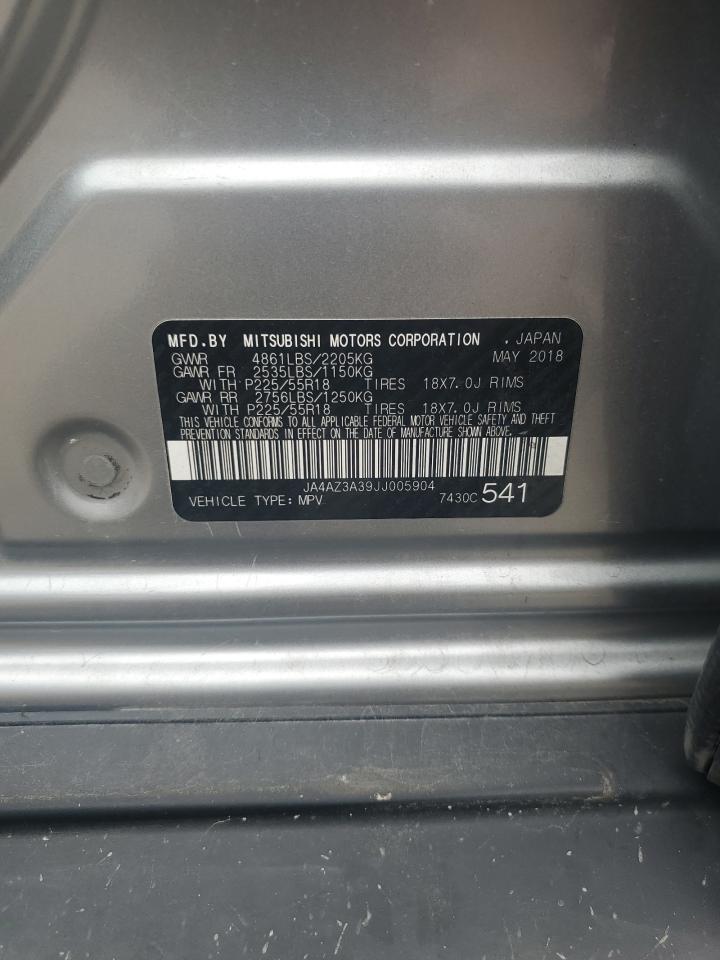 MFD.BY MITSUBISHI MOTORS CORPORATION . JAPAN
GVWR 4861LBS/2205KG MAY 2018
GAWR FR 2535LBS/1150KG
WITH P225/55R18 TIRES 18X7.0J RIMS
GAWR RR 2756LBS/1250KG
WITH P225/55R18 TIRES 18X7.0J RIMS
THIS VEHICLE CONFORMS TO ALL APPLICABLE FEDERAL MOTOR VEHICLE SAFETY AND THEFT
PREVENTION STANDARDS IN EFFECT ON THE DATE OF MANUFACTURE SHOWN ABOVE.
JA4AZ3A39JJ005904
VEHICLE TYPE:MPV 7430C 541